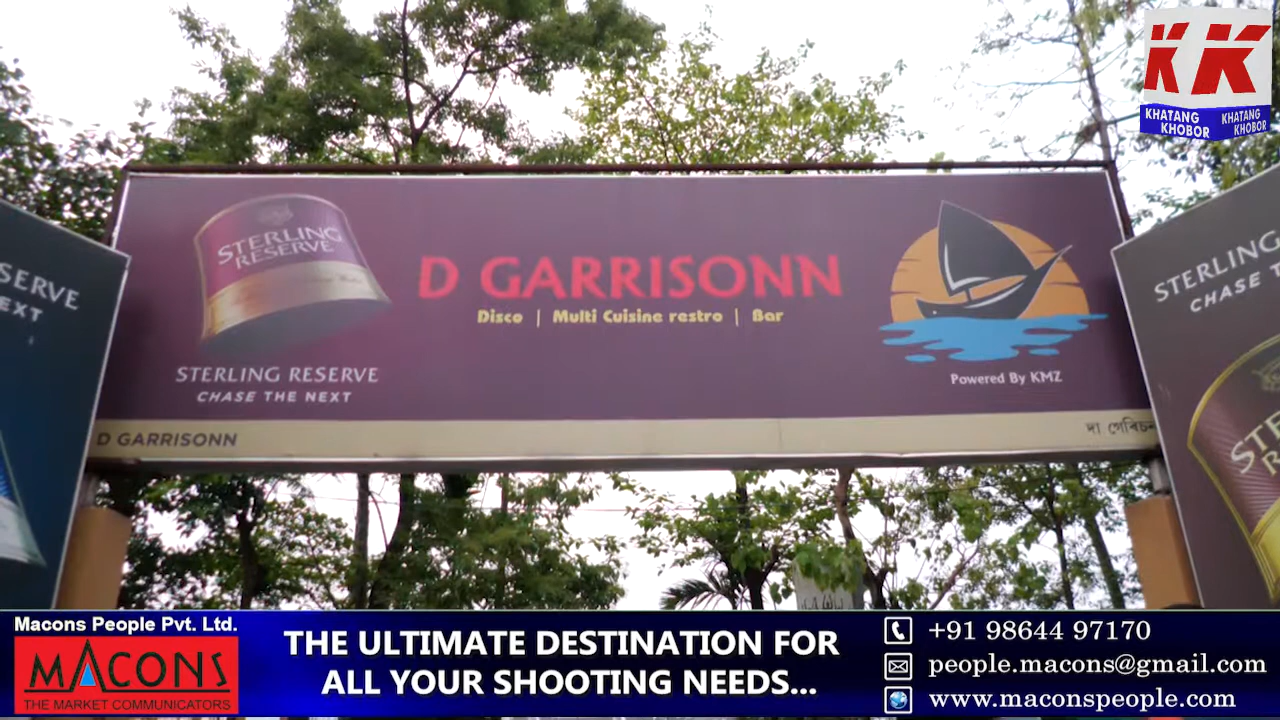 KK
KHATANG
KHOBOR
KHATANG
KHOBOR
STERLING
RESERVE
D GARRISONN
Disco | Multi Cuisine restro | Bar
STERLING RESERVE
CHASE THE NEXT
Powered By KMZ
D GARRISONN
দা গেৰিচন
SERVE
EXT
STERLING
CHASE
Macons People Pvt. Ltd.
MACONS
THE MARKET COMMUNICATORS
THE ULTIMATE DESTINATION FOR
ALL YOUR SHOOTING NEEDS...
+91 98644 97170
people.macons@gmail.com
www.maconspeople.com